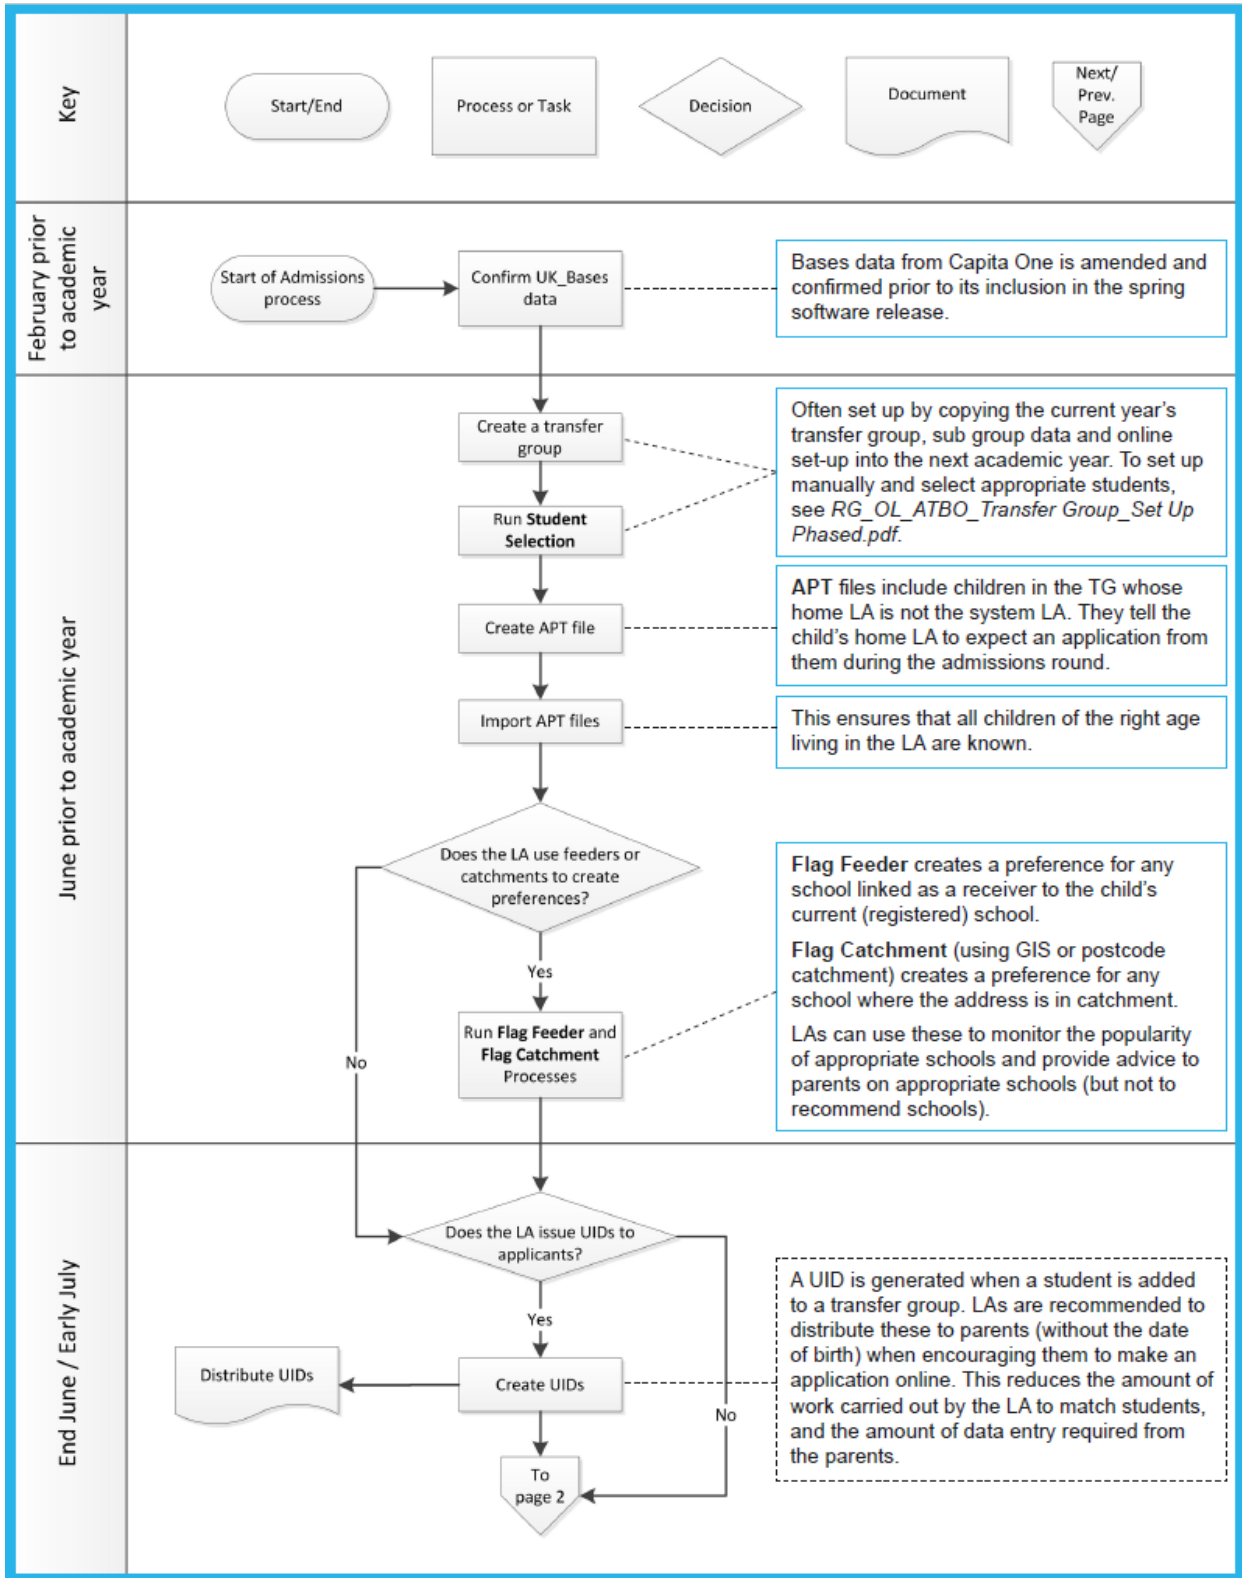 Key
Start/End
Process or Task
Decision
Document
Next/
Prev.
Page
February prior
to academic
year
Start of Admissions
process
Confirm UK_Bases
data
Bases data from Capita One is amended and
confirmed prior to its inclusion in the spring
software release.
June prior to academic year
Create a transfer
group
Run Student
Selection
Often set up by copying the current year's
transfer group, sub group data and online
set-up into the next academic year. To set up
manually and select appropriate students,
see RG_OL_ATBO_Transfer Group_Set Up
Phased.pdf.
Create APT file
APT files include children in the TG whose
home LA is not the system LA. They tell the
child's home LA to expect an application from
them during the admissions round.
Import APT files
This ensures that all children of the right age
living in the LA are known.
Does the LA use feeders or
catchments to create
preferences?
Yes
No
Run Flag Feeder and
Flag Catchment
Processes
Flag Feeder creates a preference for any
school linked as a receiver to the child's
current (registered) school.
Flag Catchment (using GIS or postcode
catchment) creates a preference for any
school where the address is in catchment.
LAs can use these to monitor the popularity
of appropriate schools and provide advice to
parents on appropriate schools (but not to
recommend schools).
End June / Early July
Does the LA issue UIDs to
applicants?
Yes
No
Distribute UIDs
Create UIDs
A UID is generated when a student is added
to a transfer group. LAs are recommended to
distribute these to parents (without the date
of birth) when encouraging them to make an
application online. This reduces the amount of
work carried out by the LA to match students,
and the amount of data entry required from
the parents.
To
page 2